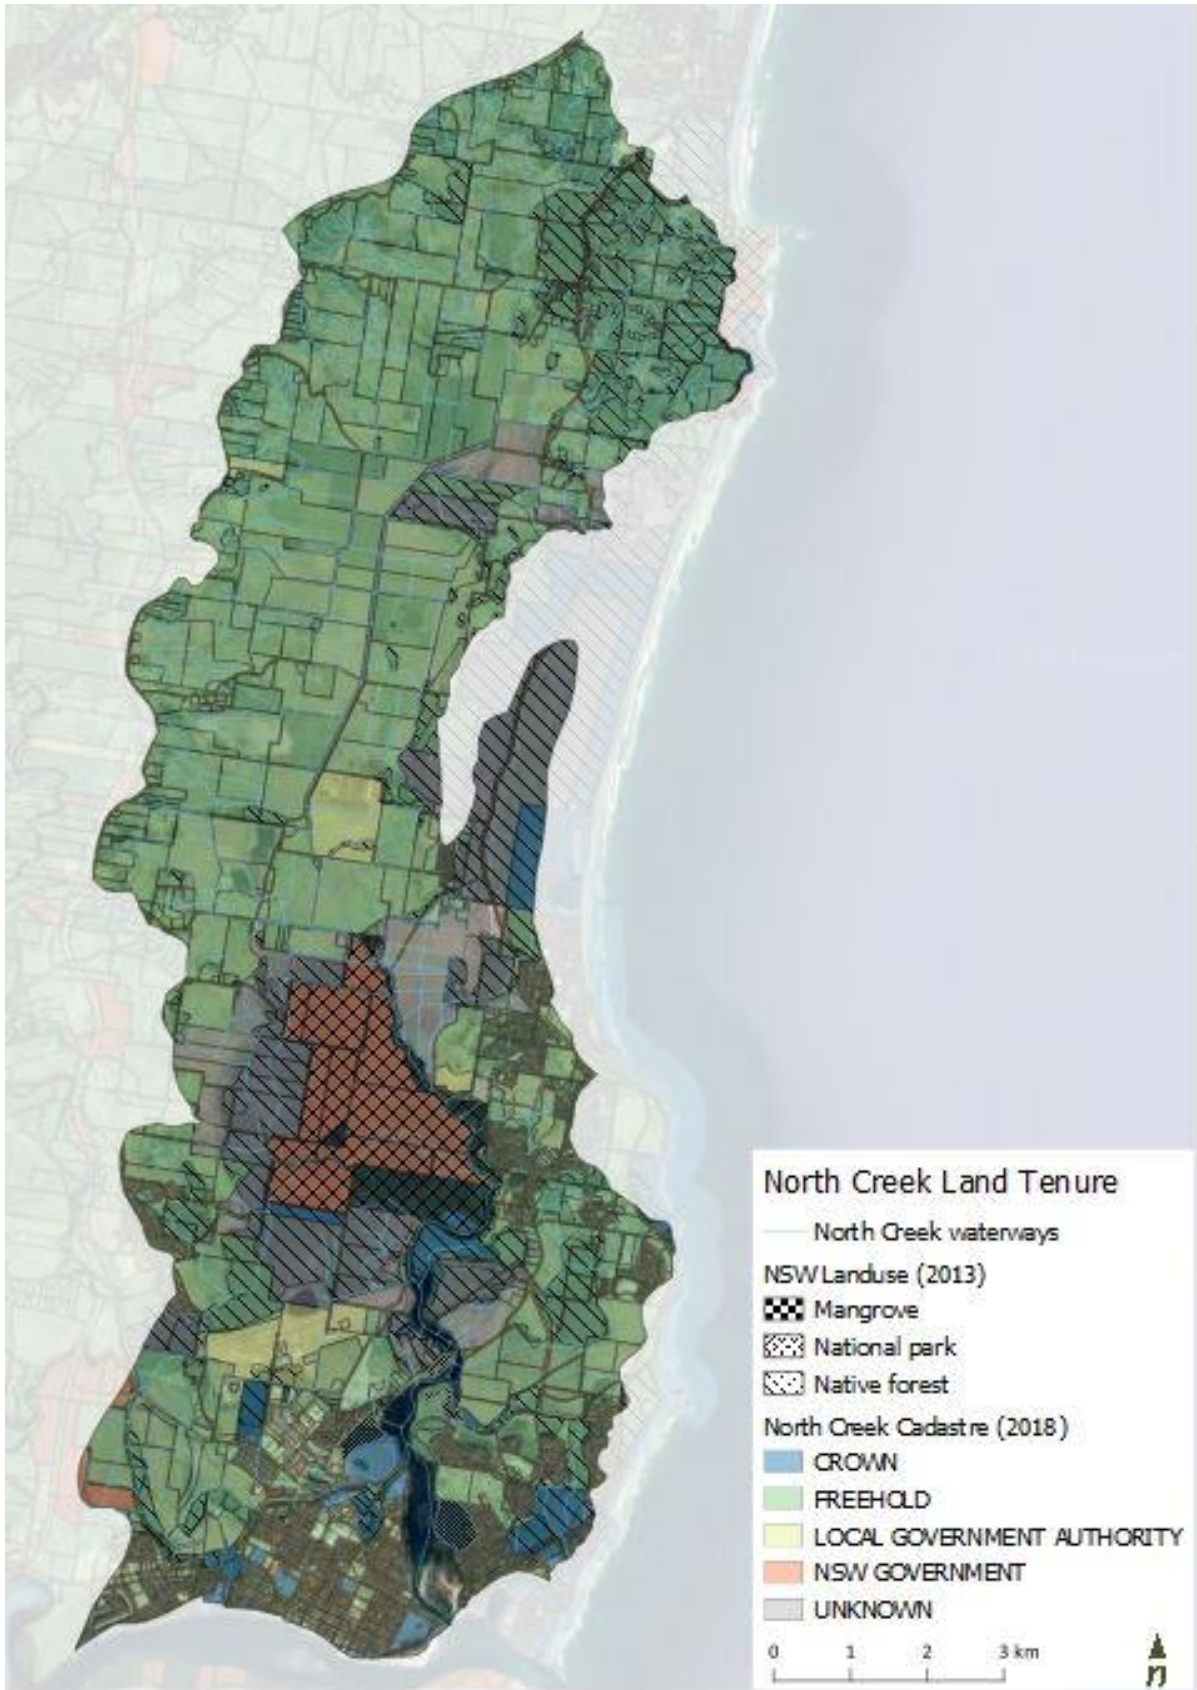 North Creek Land Tenure
North Creek waterways
NSW Landuse (2013)
Mangrove
National park
Native forest
North Creek Cadastre (2018)
CROWN
FREEHOLD
LOCAL GOVERNMENT AUTHORITY
NSW GOVERNMENT
UNKNOWN
0 1 2 3 km
n